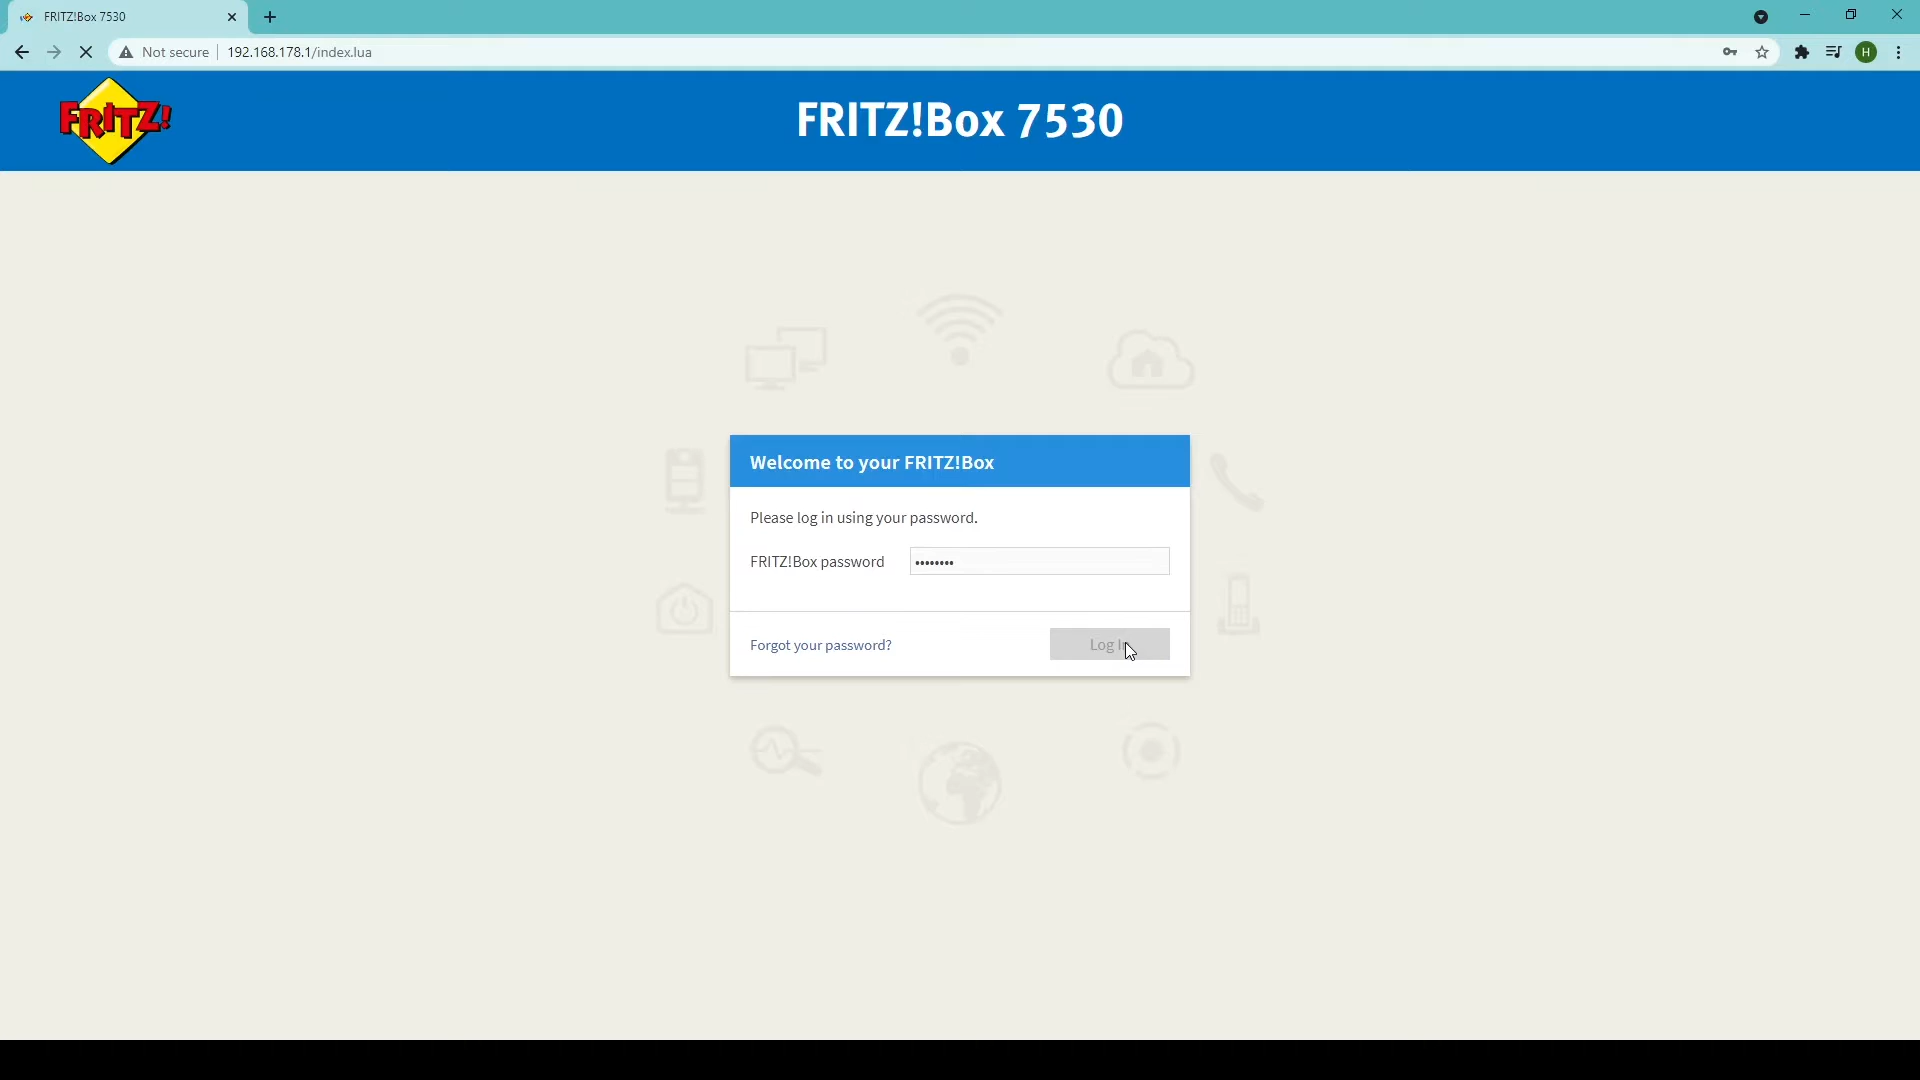 FRITZ!Box 7530
Not secure
192.168.178.1/index.lua
H
FRITZ!
FRITZ!Box 7530
Welcome to your FRITZ!Box
Please log in using your password.
FRITZ!Box password
••••••••
Forgot your password?
Log In